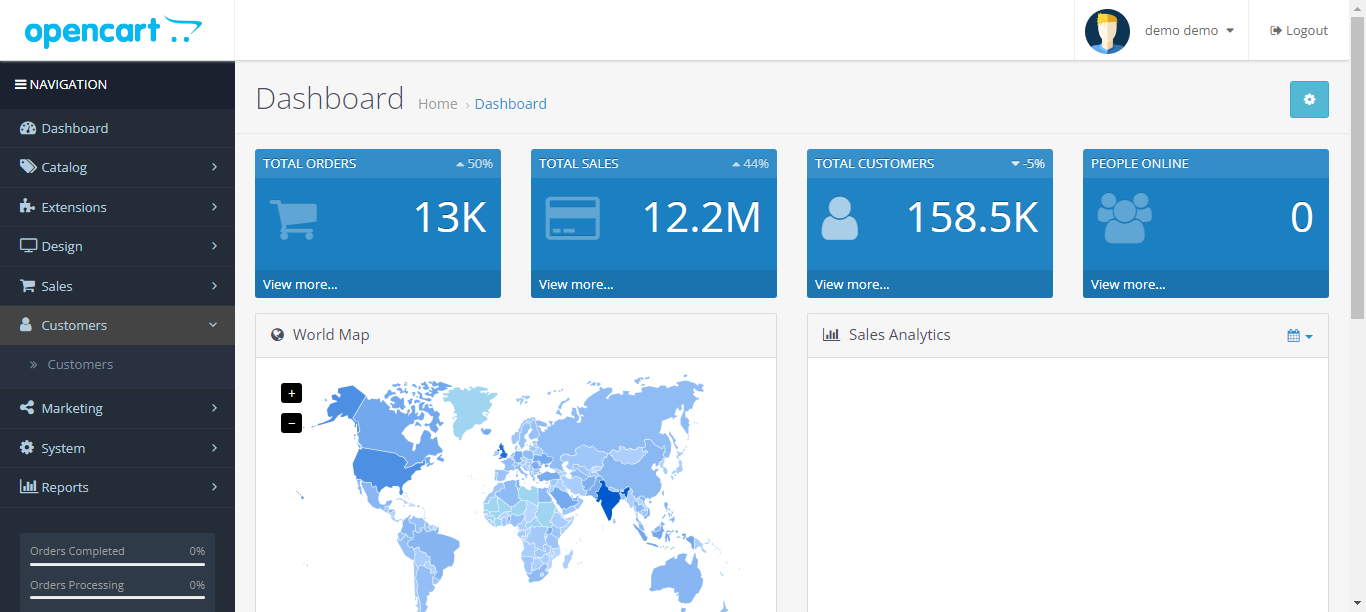 opencart
demo demo
Logout
NAVIGATION
Dashboard
Catalog
Extensions
Design
Sales
Customers
» Customers
Marketing
System
Reports
Orders Completed 0%
Orders Processing 0%
Dashboard Home › Dashboard
TOTAL ORDERS 50%
13K
View more...
TOTAL SALES 44%
12.2M
View more...
TOTAL CUSTOMERS -5%
158.5K
View more...
PEOPLE ONLINE
0
View more...
World Map
+
−
Sales Analytics